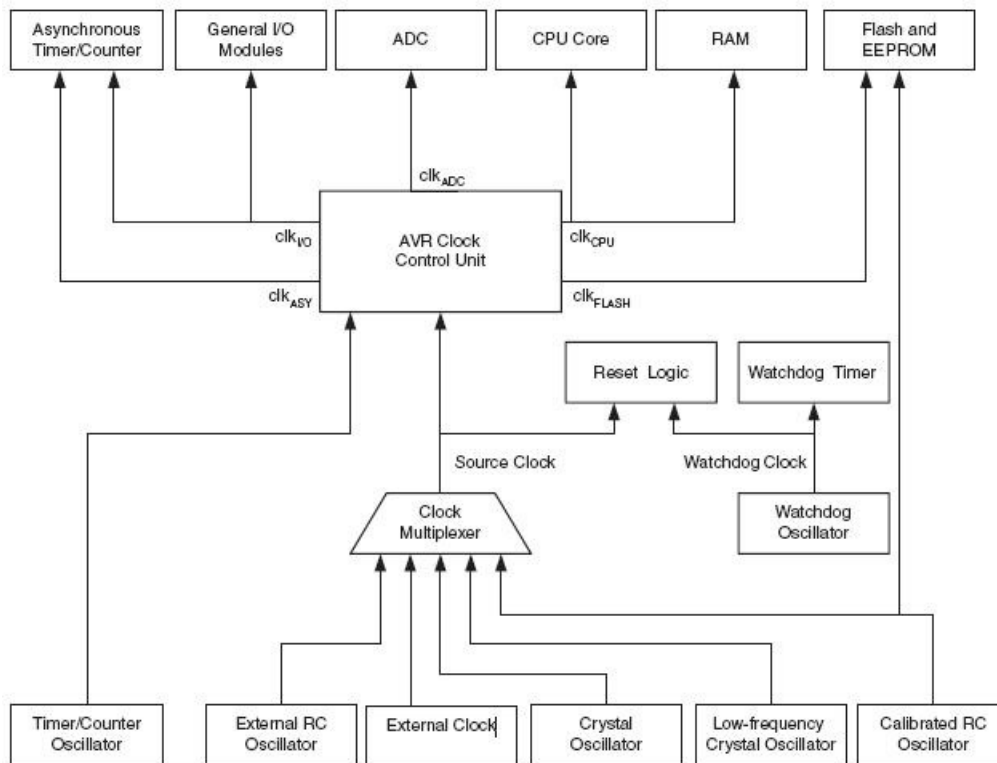 Asynchronous
Timer/Counter
General I/O
Modules
ADC
CPU Core
RAM
Flash and
EEPROM
clkADC
clkI/O
AVR Clock
Control Unit
clkCPU
clkASY
clkFLASH
Reset Logic
Watchdog Timer
Source Clock
Watchdog Clock
Clock
Multiplexer
Watchdog
Oscillator
Timer/Counter
Oscillator
External RC
Oscillator
External Clock
Crystal
Oscillator
Low-frequency
Crystal Oscillator
Calibrated RC
Oscillator